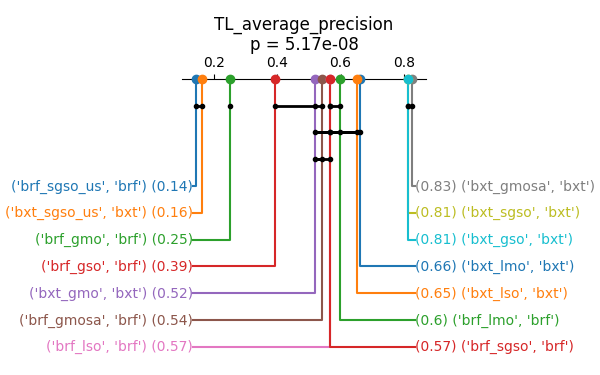 TL_average_precision
p = 5.17e-08
0.2 0.4 0.6 0.8
('brf_sgso_us', 'brf') (0.14) (0.83) ('bxt_gmosa', 'bxt')
('bxt_sgso_us', 'bxt') (0.16) (0.81) ('bxt_sgso', 'bxt')
('brf_gmo', 'brf') (0.25) (0.81) ('bxt_gso', 'bxt')
('brf_gso', 'brf') (0.39) (0.66) ('bxt_lmo', 'bxt')
('bxt_gmo', 'bxt') (0.52) (0.65) ('bxt_lso', 'bxt')
('brf_gmosa', 'brf') (0.54) (0.6) ('brf_lmo', 'brf')
('brf_lso', 'brf') (0.57) (0.57) ('brf_sgso', 'brf')